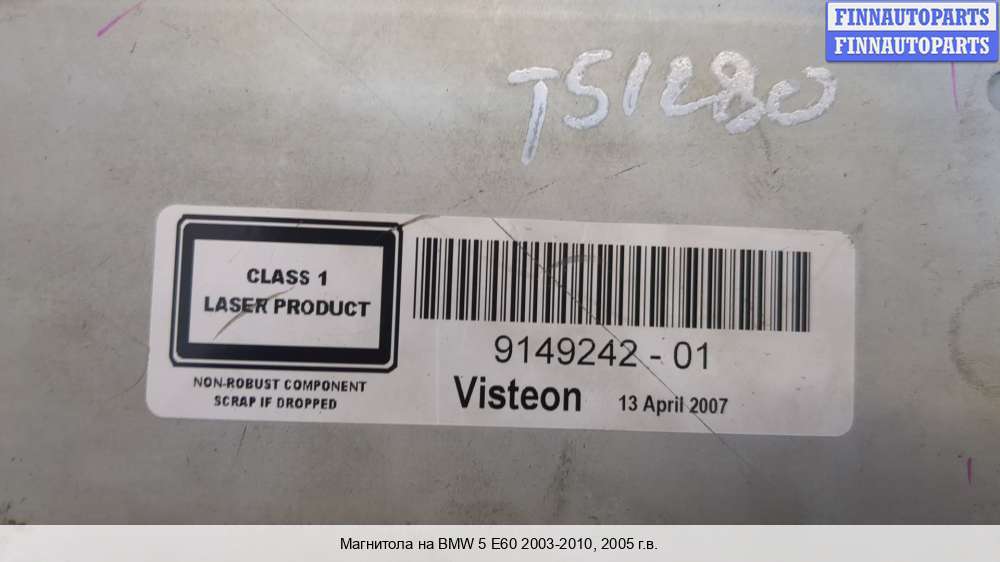 FINNAUTOPARTS
FINNAUTOPARTS
TS1280
CLASS 1
LASER PRODUCT
NON-ROBUST COMPONENT
SCRAP IF DROPPED
9149242 - 01
Visteon 13 April 2007
Магнитола на BMW 5 E60 2003-2010, 2005 г.в.